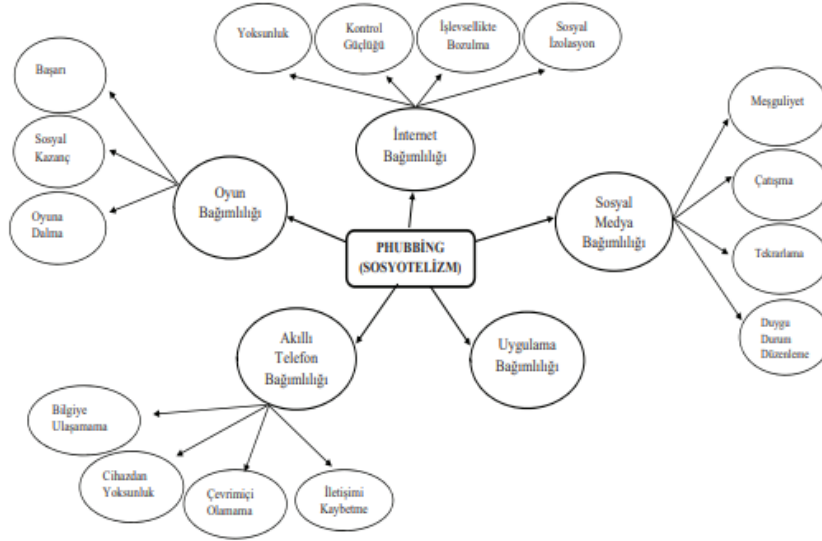 Yoksunluk
Kontrol
Güçlüğü
İşlevsellikte
Bozulma
Sosyal
İzolasyon
Başarı
Sosyal
Kazanç
Oyuna
Dalma
Oyun
Bağımlılığı
İnternet
Bağımlılığı
Sosyal
Medya
Bağımlılığı
Meşguliyet
Çatışma
Tekrarlama
Duygu
Durum
Düzenleme
PHUBBİNG
(SOSYOTELİZM)
Akıllı
Telefon
Bağımlılığı
Uygulama
Bağımlılığı
Bilgiye
Ulaşamama
Cihazdan
Yoksunluk
Çevrimiçi
Olamama
İletişimi
Kaybetme